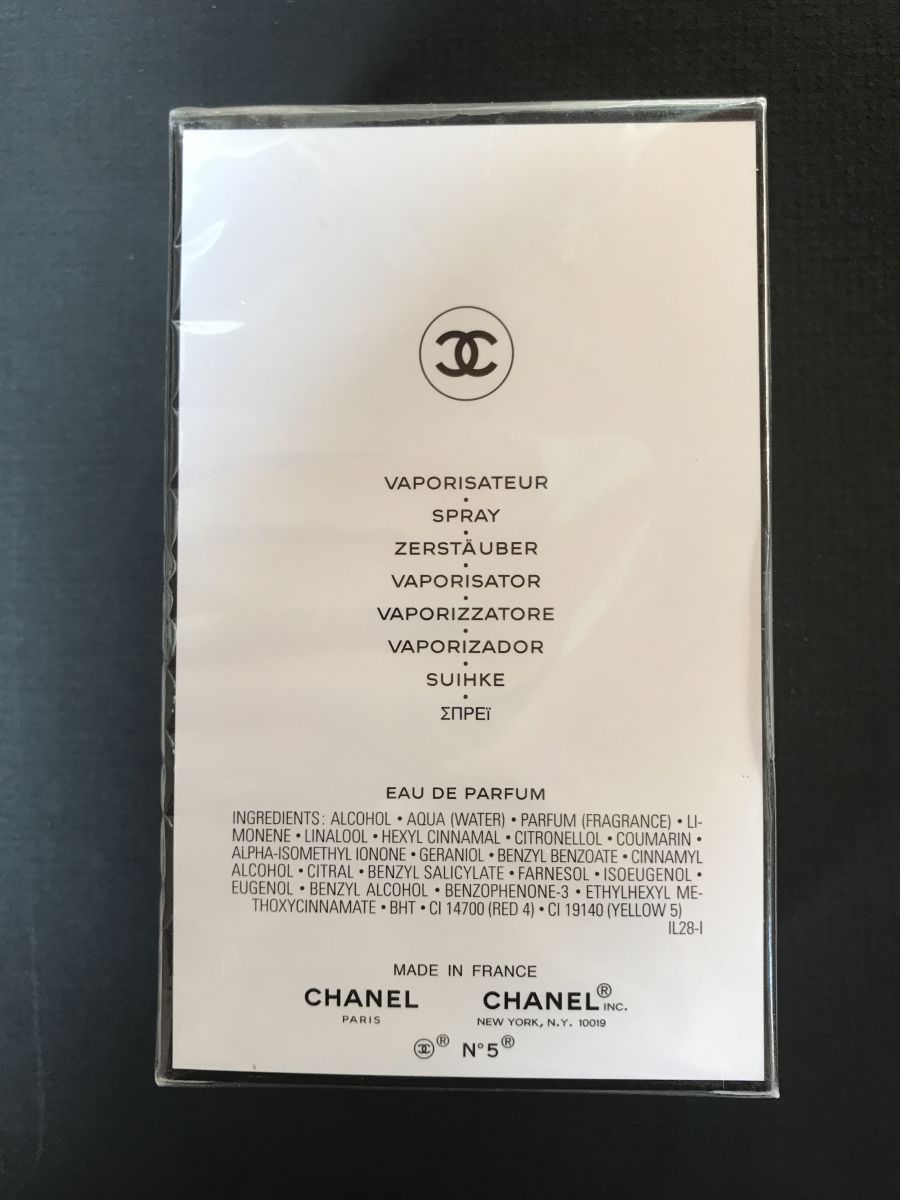 VAPORISATEUR
•
SPRAY
•
ZERSTÄUBER
•
VAPORISATOR
•
VAPORIZZATORE
•
VAPORIZADOR
•
SUIHKE
•
ΣΠΡΕϊ
EAU DE PARFUM
INGREDIENTS: ALCOHOL • AQUA (WATER) • PARFUM (FRAGRANCE) • LI-
MONENE • LINALOOL • HEXYL CINNAMAL • CITRONELLOL • COUMARIN •
ALPHA-ISOMETHYL IONONE • GERANIOL • BENZYL BENZOATE • CINNAMYL
ALCOHOL • CITRAL • BENZYL SALICYLATE • FARNESOL • ISOEUGENOL •
EUGENOL • BENZYL ALCOHOL • BENZOPHENONE-3 • ETHYLHEXYL ME-
THOXYCINNAMATE • BHT • CI 14700 (RED 4) • CI 19140 (YELLOW 5)
IL28-I
MADE IN FRANCE
CHANEL CHANEL® INC.
PARIS NEW YORK, N.Y. 10019
® N°5®